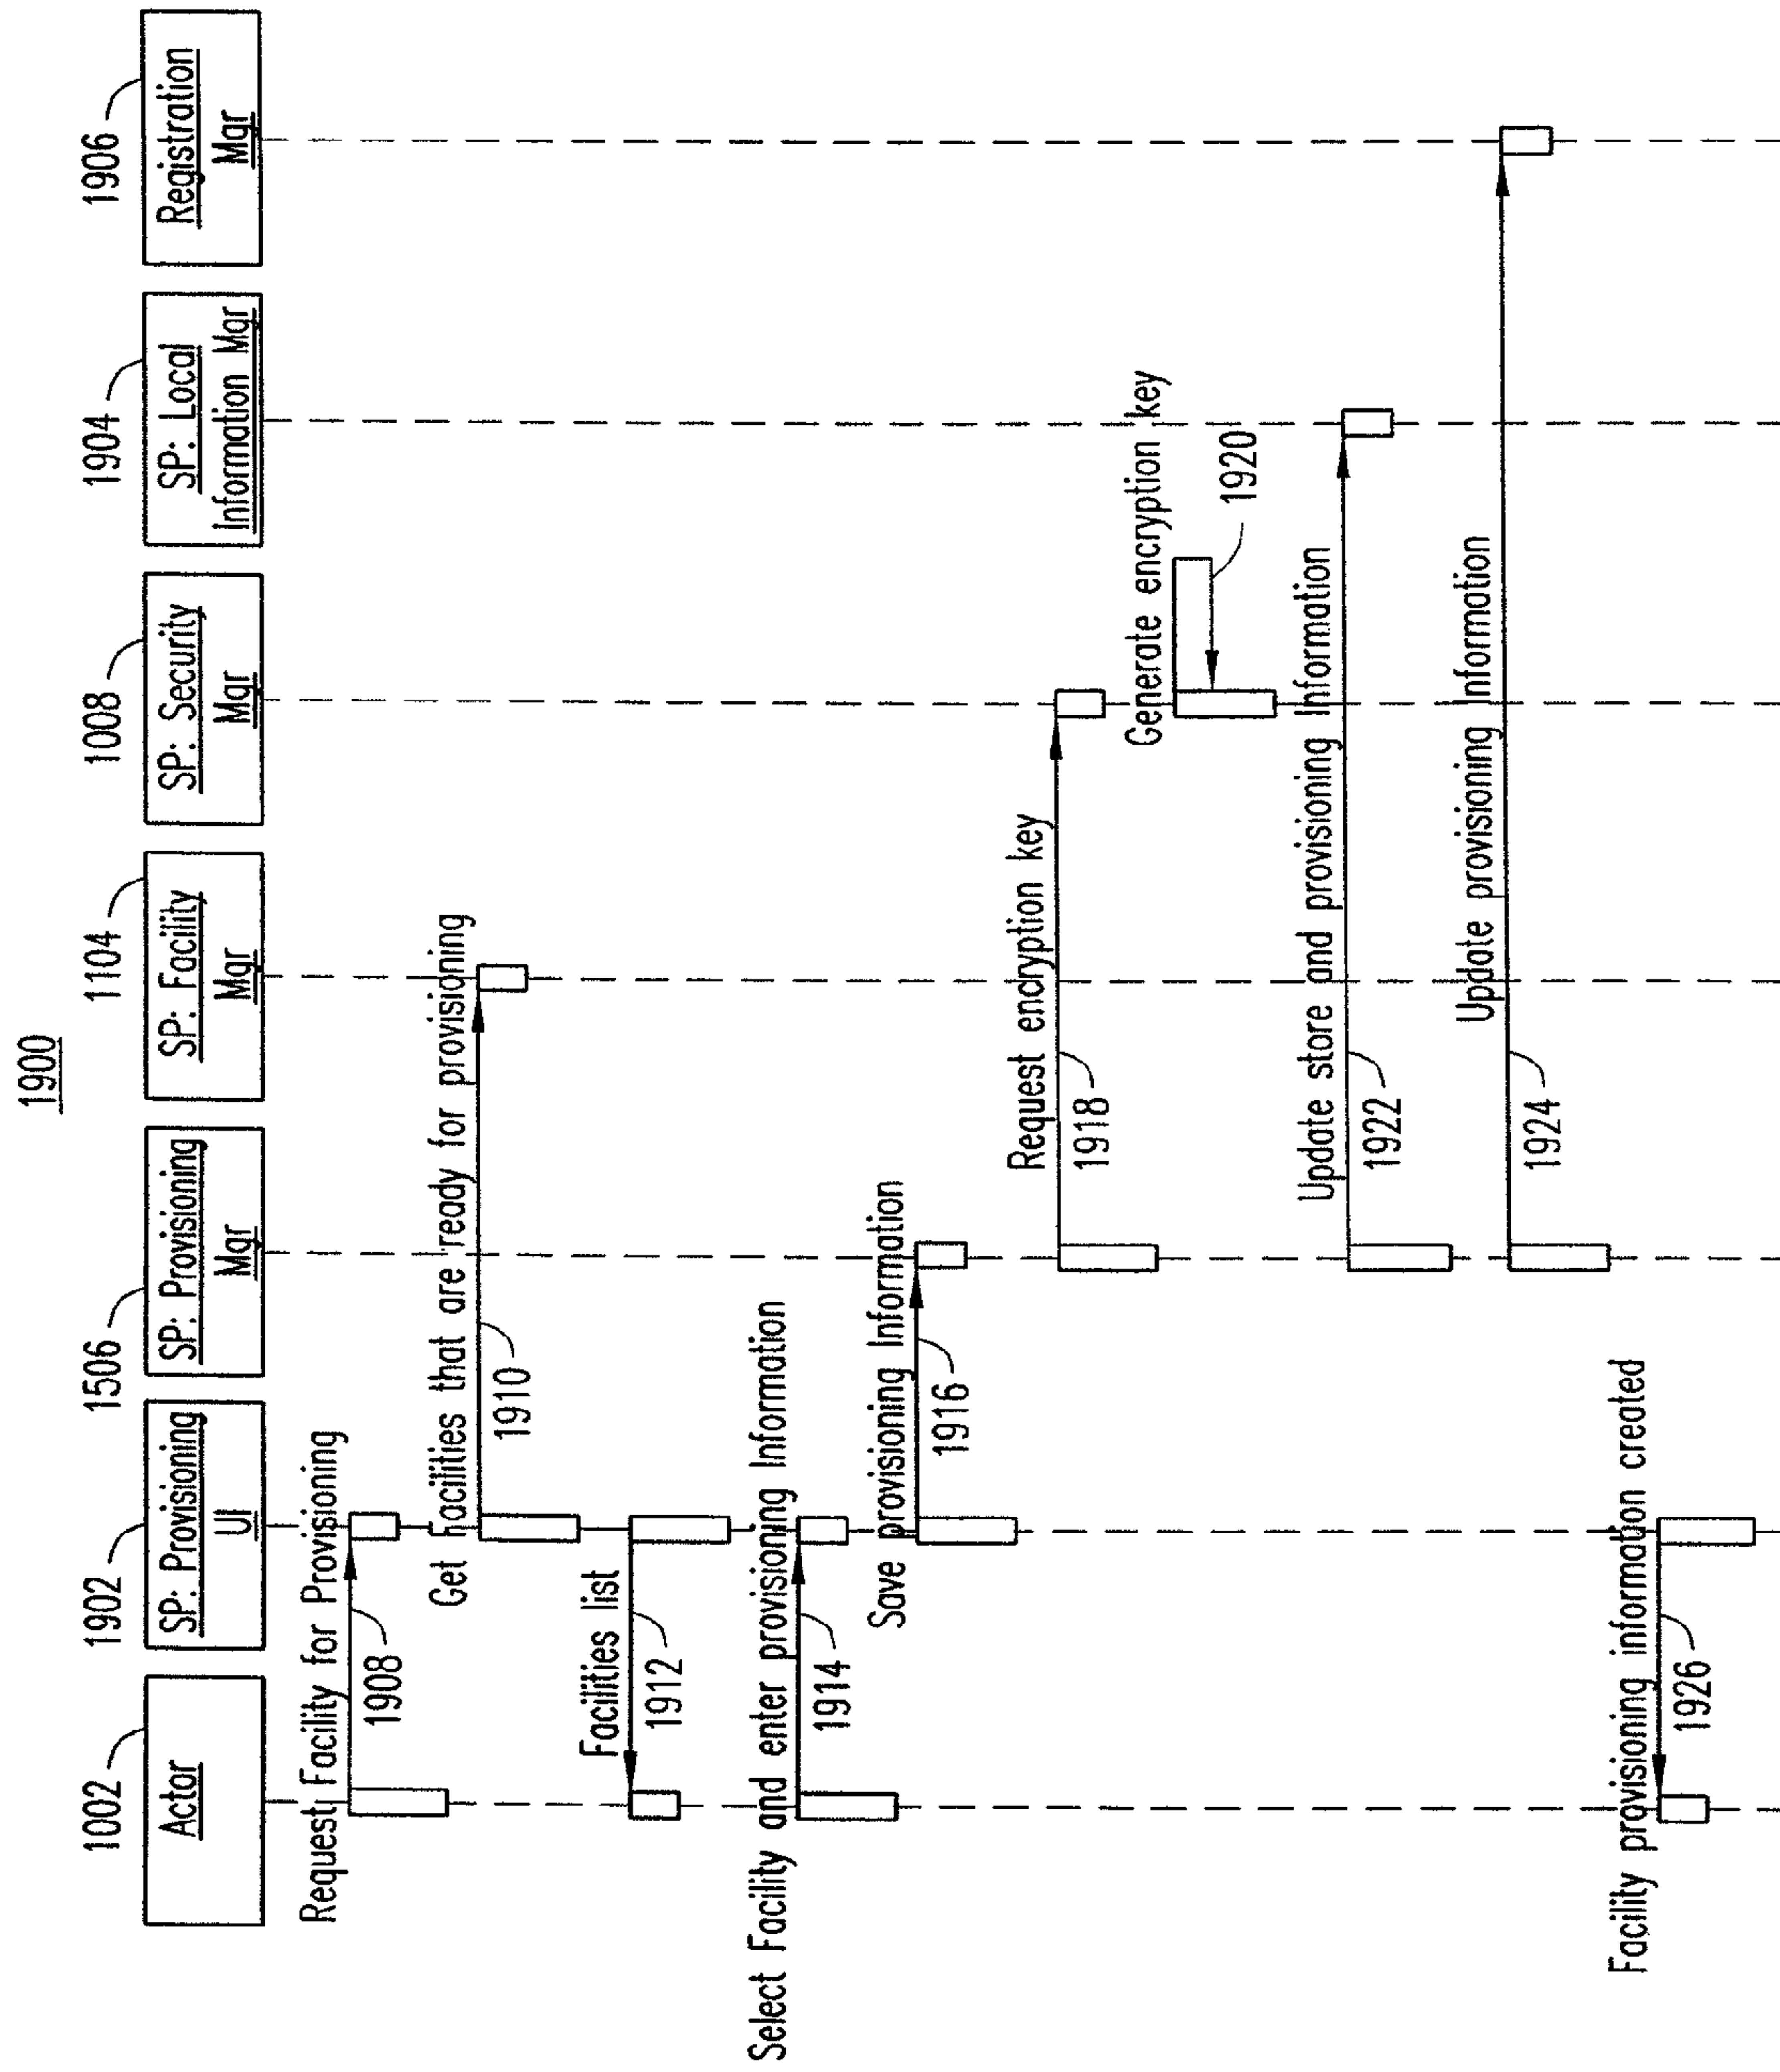 1900
1002
1902
1506
1104
1008
1904
1906
Actor
SP: Provisioning
UI
SP: Provisioning
Mgr
SP: Facility
Mgr
SP: Security
Mgr
SP: Local
Information Mgr
Registration
Mgr
Request Facility for Provisioning
1908
Get Facilities that are ready for provisioning
1910
Facilities list
1912
Select Facility and enter provisioning Information
1914
Save provisioning Information
1916
Request encryption key
1918
Generate encryption key
1920
Update store and provisioning Information
1922
Update provisioning Information
1924
Facility provisioning information created
1926